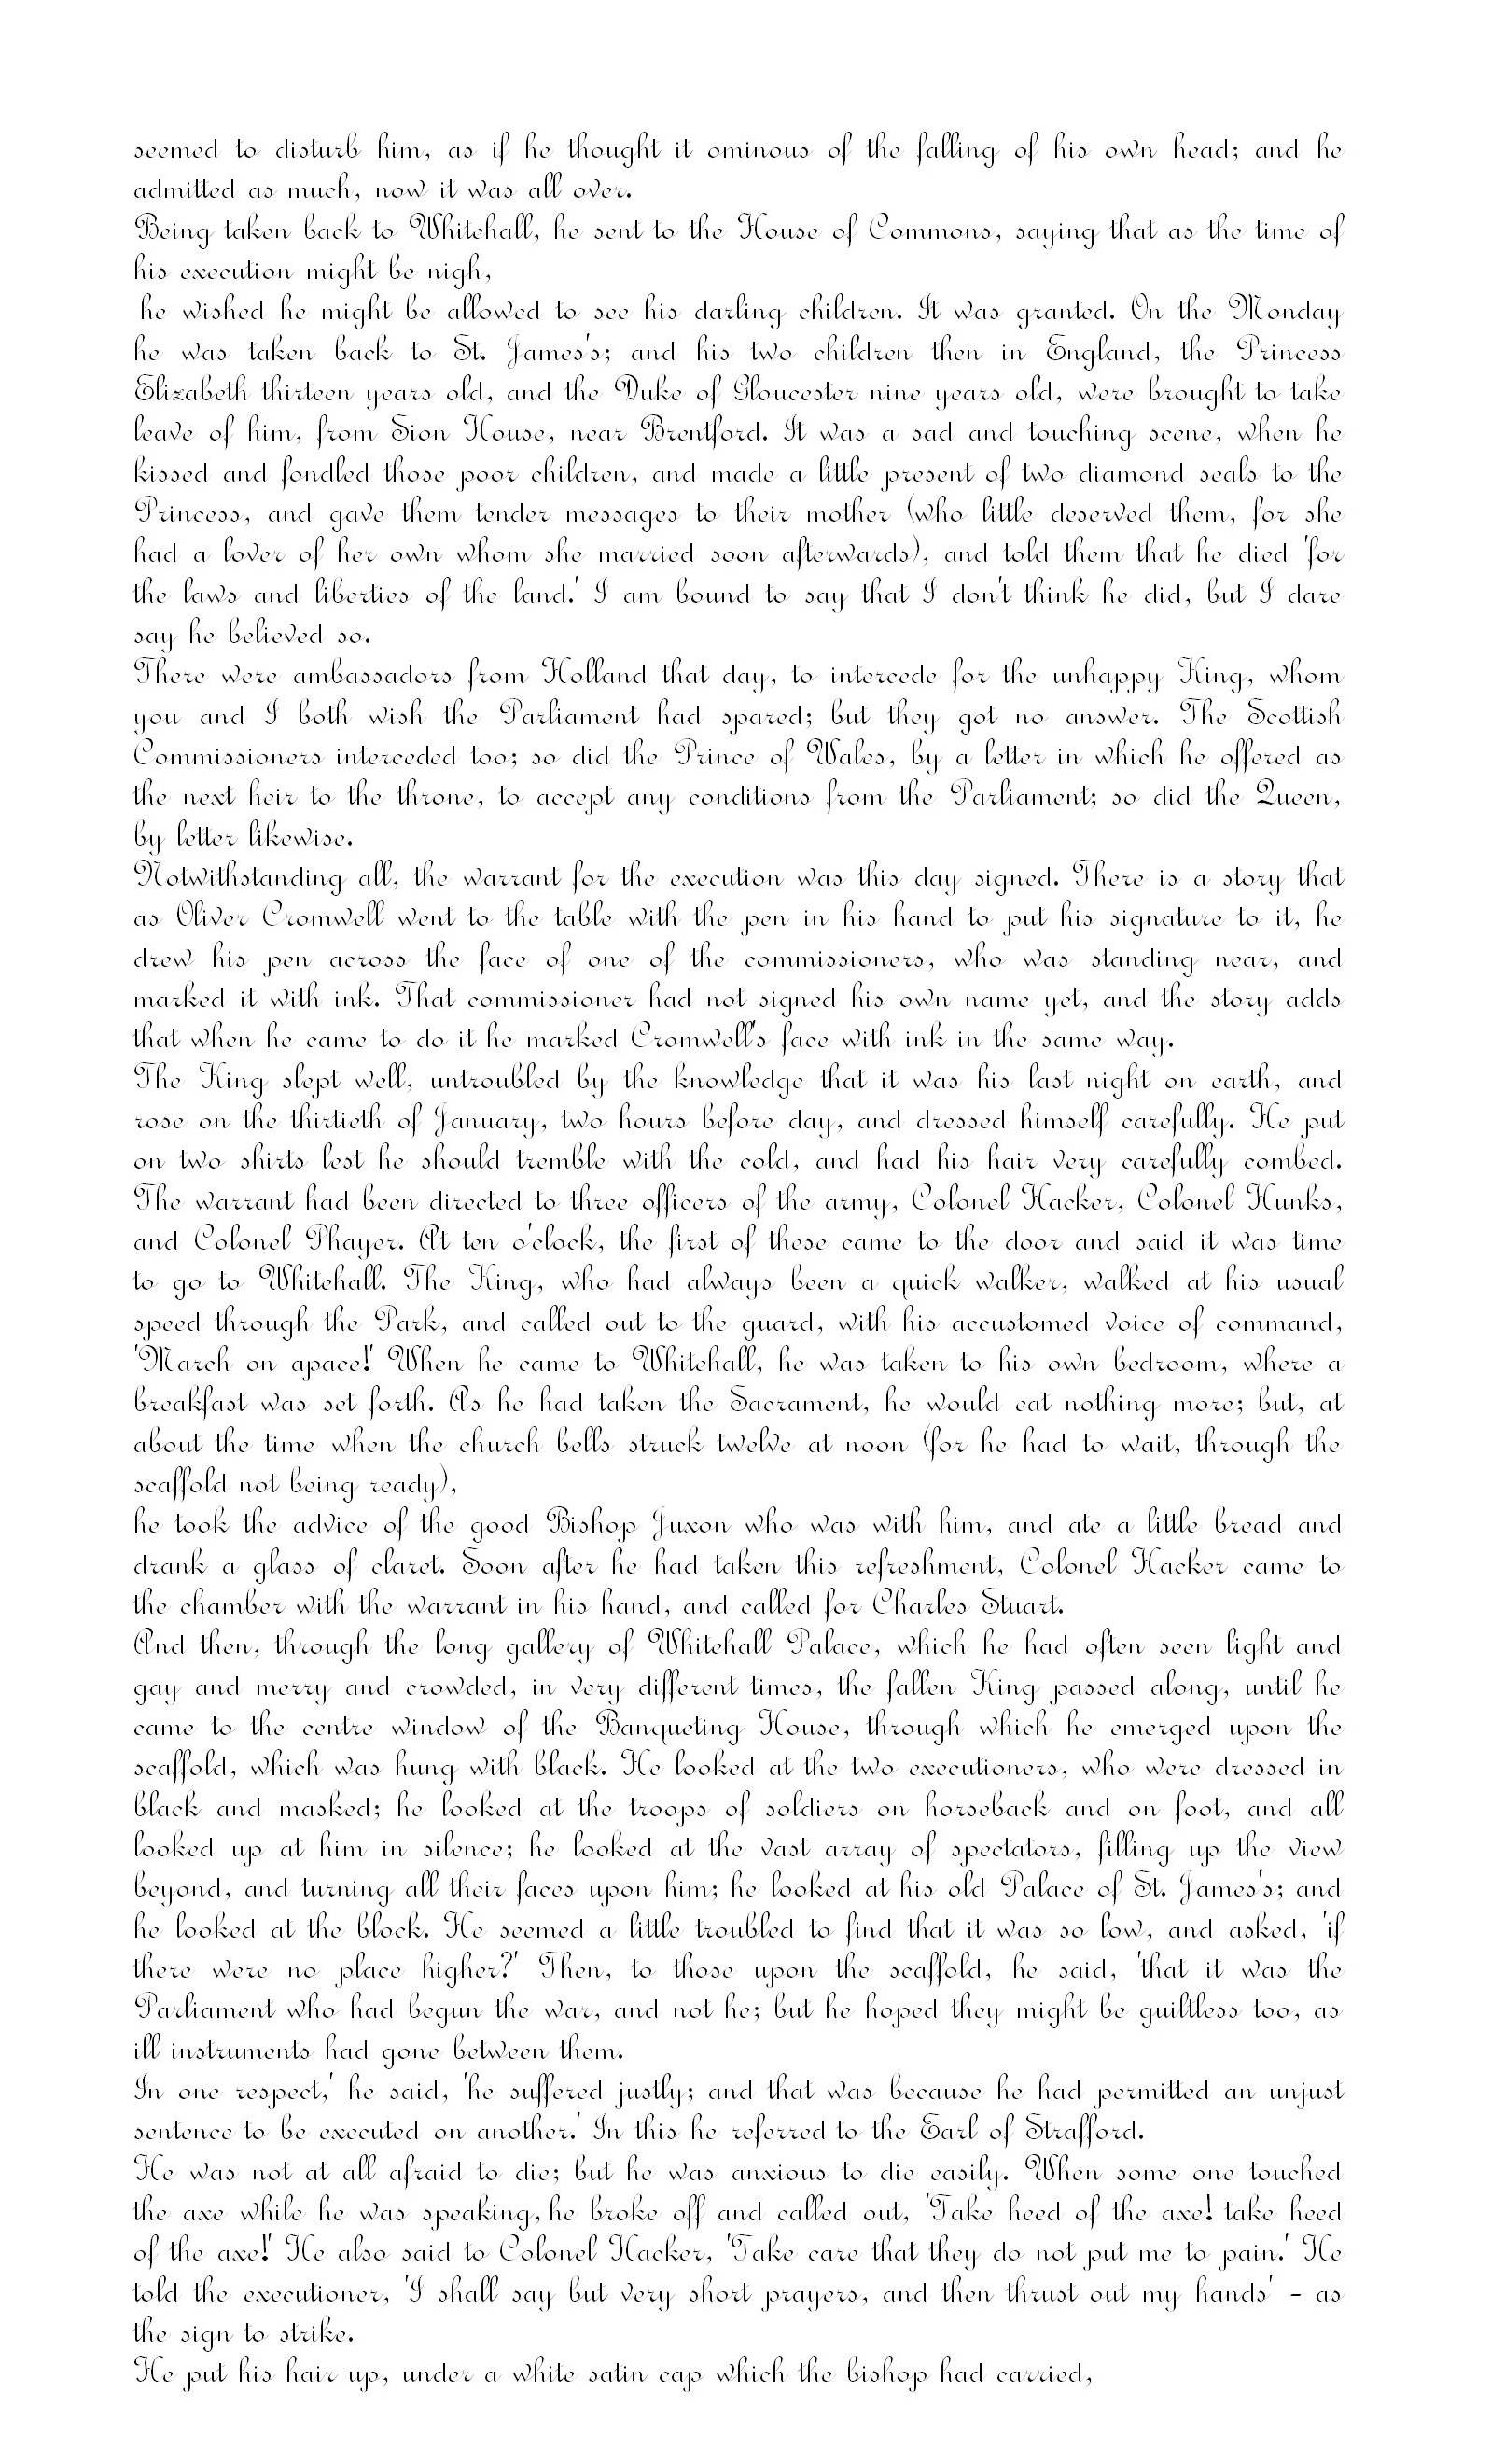 seemed to disturb him, as if he thought it ominous of the falling of his own head; and he
admitted as much, now it was all over.
Being taken back to Whitehall, he sent to the House of Commons, saying that as the time of
his execution might be nigh,
he wished he might be allowed to see his darling children. It was granted. On the Monday
he was taken back to St. James's; and his two children then in England, the Princess
Elizabeth thirteen years old, and the Duke of Gloucester nine years old, were brought to take
leave of him, from Sion House, near Brentford. It was a sad and touching scene, when he
kissed and fondled those poor children, and made a little present of two diamond seals to the
Princess, and gave them tender messages to their mother (who little deserved them, for she
had a lover of her own whom she married soon afterwards), and told them that he died 'for
the laws and liberties of the land.' I am bound to say that I don't think he did, but I dare
say he believed so.
There were ambassadors from Holland that day, to intercede for the unhappy King, whom
you and I both wish the Parliament had spared; but they got no answer. The Scottish
Commissioners interceded too; so did the Prince of Wales, by a letter in which he offered as
the next heir to the throne, to accept any conditions from the Parliament; so did the Queen,
by letter likewise.
Notwithstanding all, the warrant for the execution was this day signed. There is a story that
as Oliver Cromwell went to the table with the pen in his hand to put his signature to it, he
drew his pen across the face of one of the commissioners, who was standing near, and
marked it with ink. That commissioner had not signed his own name yet, and the story adds
that when he came to do it he marked Cromwell's face with ink in the same way.
The King slept well, untroubled by the knowledge that it was his last night on earth, and
rose on the thirtieth of January, two hours before day, and dressed himself carefully. He put
on two shirts lest he should tremble with the cold, and had his hair very carefully combed.
The warrant had been directed to three officers of the army, Colonel Hacker, Colonel Hunks,
and Colonel Phayer. At ten o'clock, the first of these came to the door and said it was time
to go to Whitehall. The King, who had always been a quick walker, walked at his usual
speed through the Park, and called out to the guard, with his accustomed voice of command,
'March on apace!' When he came to Whitehall, he was taken to his own bedroom, where a
breakfast was set forth. As he had taken the Sacrament, he would eat nothing more; but, at
about the time when the church bells struck twelve at noon (for he had to wait, through the
scaffold not being ready),
he took the advice of the good Bishop Juxon who was with him, and ate a little bread and
drank a glass of claret. Soon after he had taken this refreshment, Colonel Hacker came to
the chamber with the warrant in his hand, and called for Charles Stuart.
And then, through the long gallery of Whitehall Palace, which he had often seen light and
gay and merry and crowded, in very different times, the fallen King passed along, until he
came to the centre window of the Banqueting House, through which he emerged upon the
scaffold, which was hung with black. He looked at the two executioners, who were dressed in
black and masked; he looked at the troops of soldiers on horseback and on foot, and all
looked up at him in silence; he looked at the vast array of spectators, filling up the view
beyond, and turning all their faces upon him; he looked at his old Palace of St. James's; and
he looked at the block. He seemed a little troubled to find that it was so low, and asked, 'if
there were no place higher?' Then, to those upon the scaffold, he said, 'that it was the
Parliament who had begun the war, and not he; but he hoped they might be guiltless too, as
ill instruments had gone between them.
In one respect,' he said, 'he suffered justly; and that was because he had permitted an unjust
sentence to be executed on another.' In this he referred to the Earl of Strafford.
He was not at all afraid to die; but he was anxious to die easily. When some one touched
the axe while he was speaking, he broke off and called out, 'Take heed of the axe! take heed
of the axe!' He also said to Colonel Hacker, 'Take care that they do not put me to pain.' He
told the executioner, 'I shall say but very short prayers, and then thrust out my hands' - as
the sign to strike.
He put his hair up, under a white satin cap which the bishop had carried,